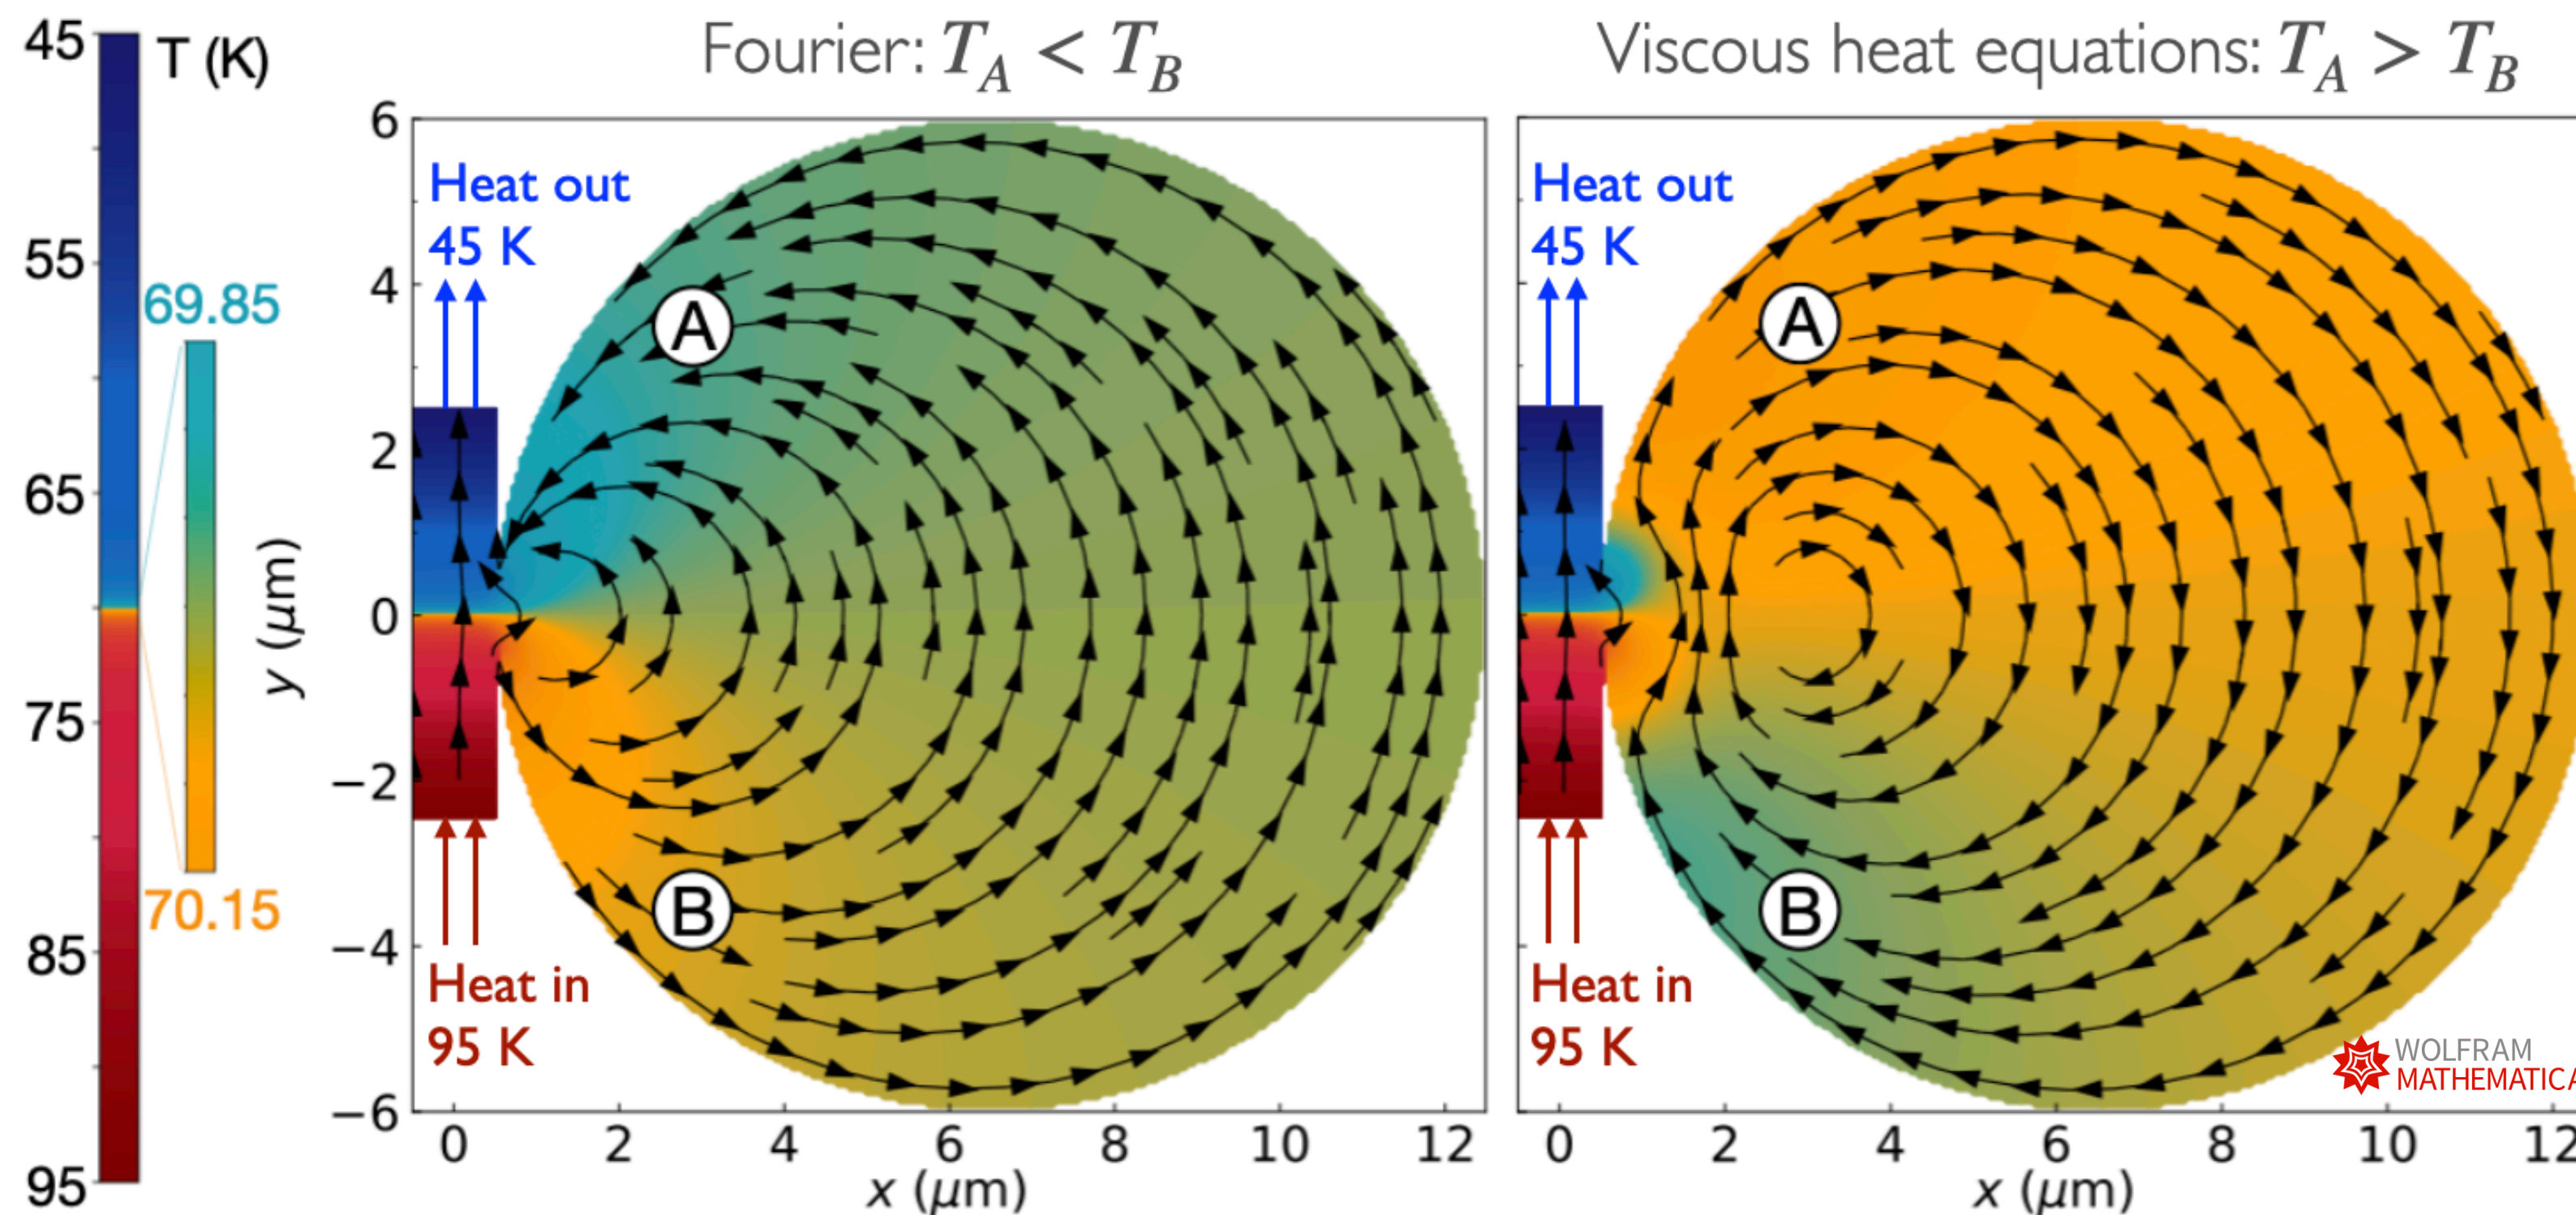 T (K)
45
55
65
75
85
95
69.85
70.15
Fourier: T_A < T_B
y (μm)
6
4
2
0
−2
−4
−6
Heat out
45 K
A
B
Heat in
95 K
0 2 4 6 8 10 12
x (μm)
Viscous heat equations: T_A > T_B
Heat out
45 K
A
B
Heat in
95 K
WOLFRAM
MATHEMATICA
0 2 4 6 8 10 12
x (μm)